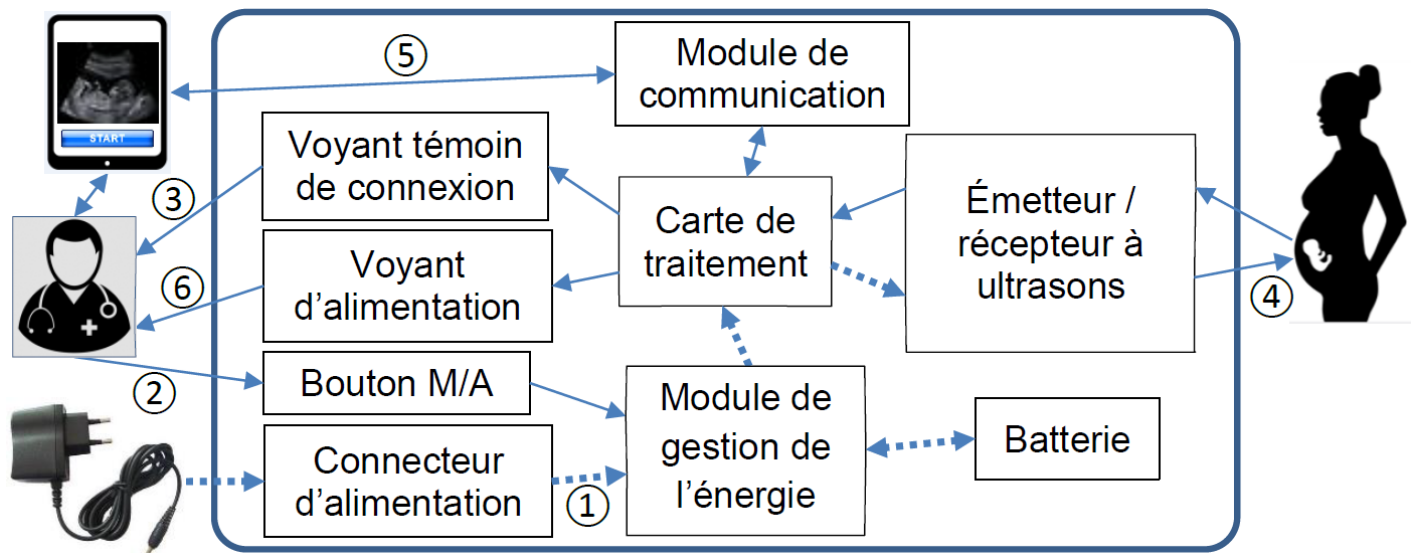 ⑤
Module de
communication
START
Voyant témoin
de connexion
③
Carte de
traitement
Émetteur /
récepteur à
ultrasons
④
Voyant
d’alimentation
⑥
Bouton M/A
②
Module de
gestion de
l’énergie
Batterie
Connecteur
d’alimentation
①